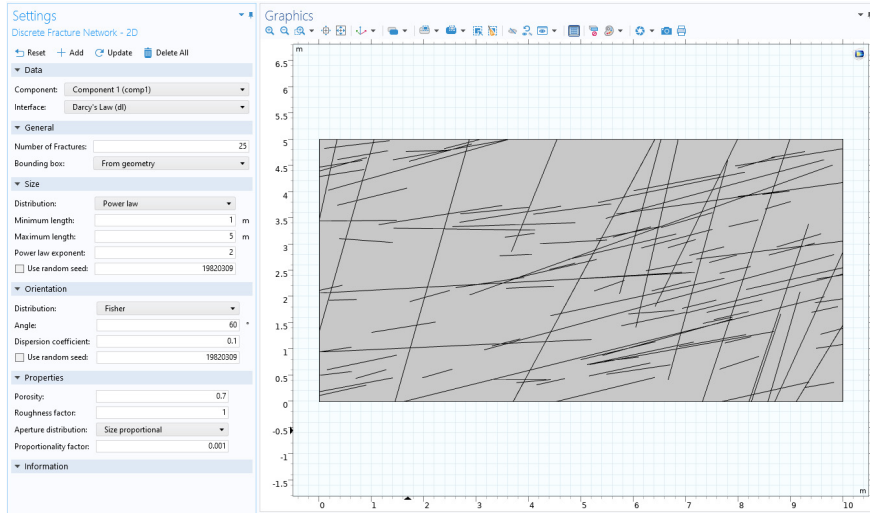 Settings
Discrete Fracture Network - 2D
Reset Add Update Delete All
Data
Component: Component 1 (comp1)
Interface: Darcy's Law (dl)
General
Number of Fractures: 25
Bounding box: From geometry
Size
Distribution: Power law
Minimum length: 1 m
Maximum length: 5 m
Power law exponent: 2
Use random seed: 19820309
Orientation
Distribution: Fisher
Angle: 60 °
Dispersion coefficient: 0.1
Use random seed: 19820309
Properties
Porosity: 0.7
Roughness factor: 1
Aperture distribution: Size proportional
Proportionality factor: 0.001
Information
Graphics
m
6.5
6
5.5
5
4.5
4
3.5
3
2.5
2
1.5
1
0.5
0
-0.5
-1
-1.5
m
0 1 2 3 4 5 6 7 8 9 10